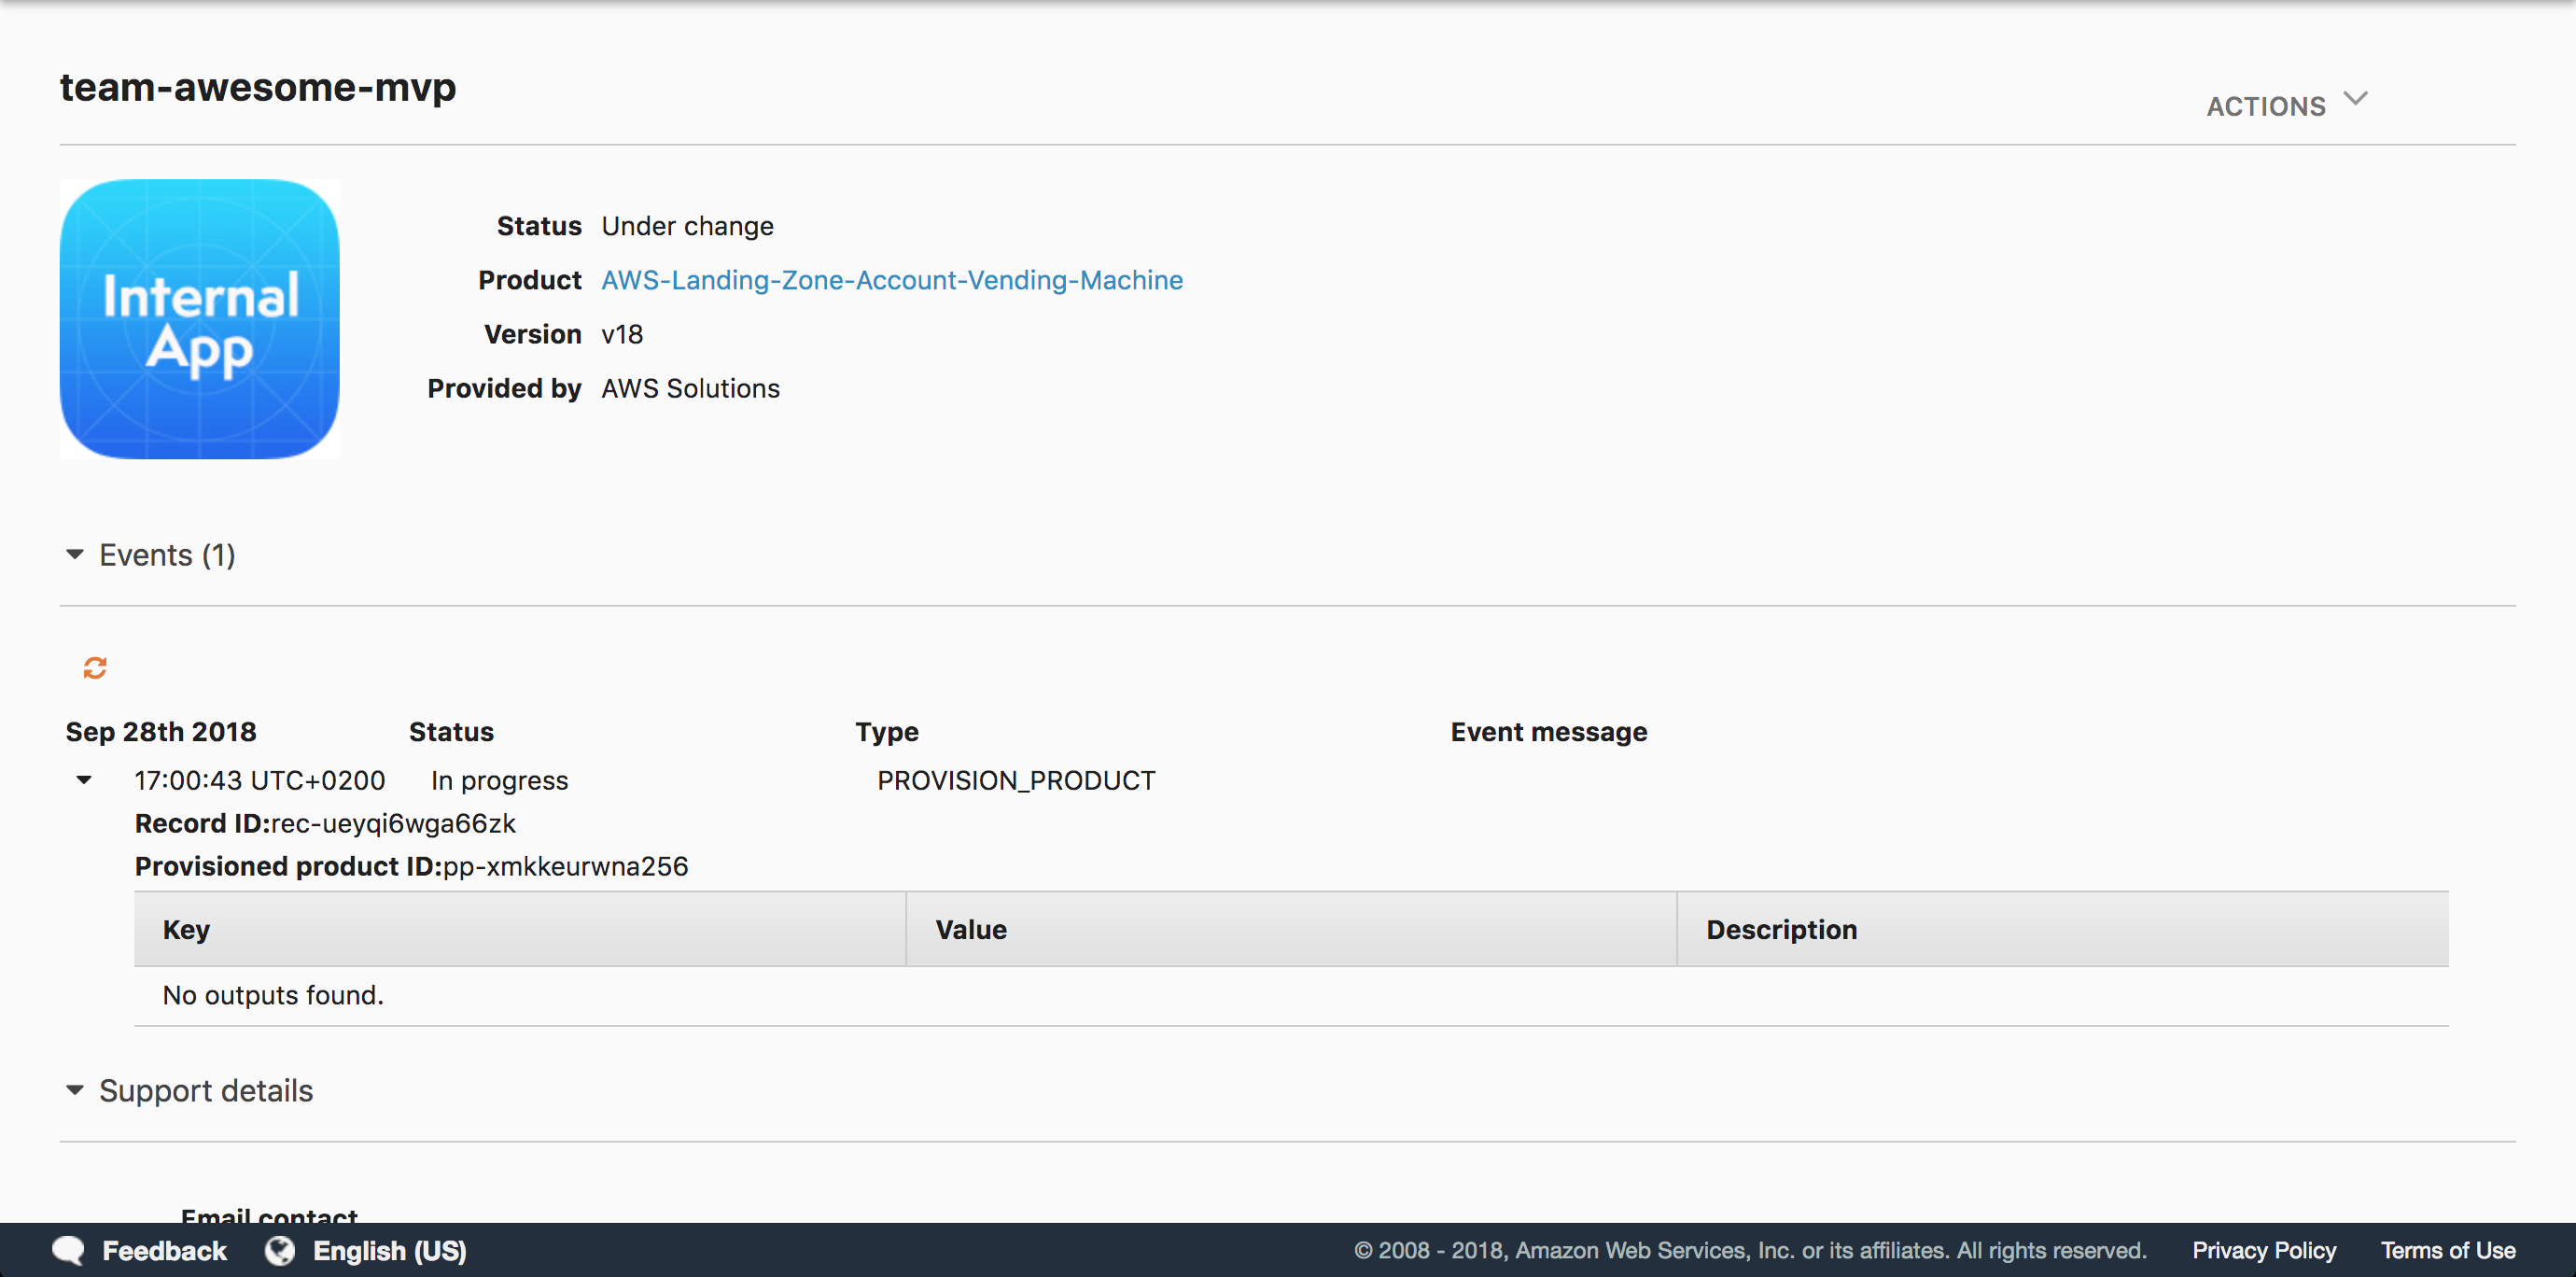 team-awesome-mvp
ACTIONS
Internal
App
Status Under change
Product AWS-Landing-Zone-Account-Vending-Machine
Version v18
Provided by AWS Solutions
Events (1)
Sep 28th 2018 Status Type Event message
17:00:43 UTC+0200 In progress PROVISION_PRODUCT
Record ID:rec-ueyqi6wga66zk
Provisioned product ID:pp-xmkkeurwna256
Key Value Description
No outputs found.
Support details
Email contact
Feedback English (US) © 2008 - 2018, Amazon Web Services, Inc. or its affiliates. All rights reserved. Privacy Policy Terms of Use